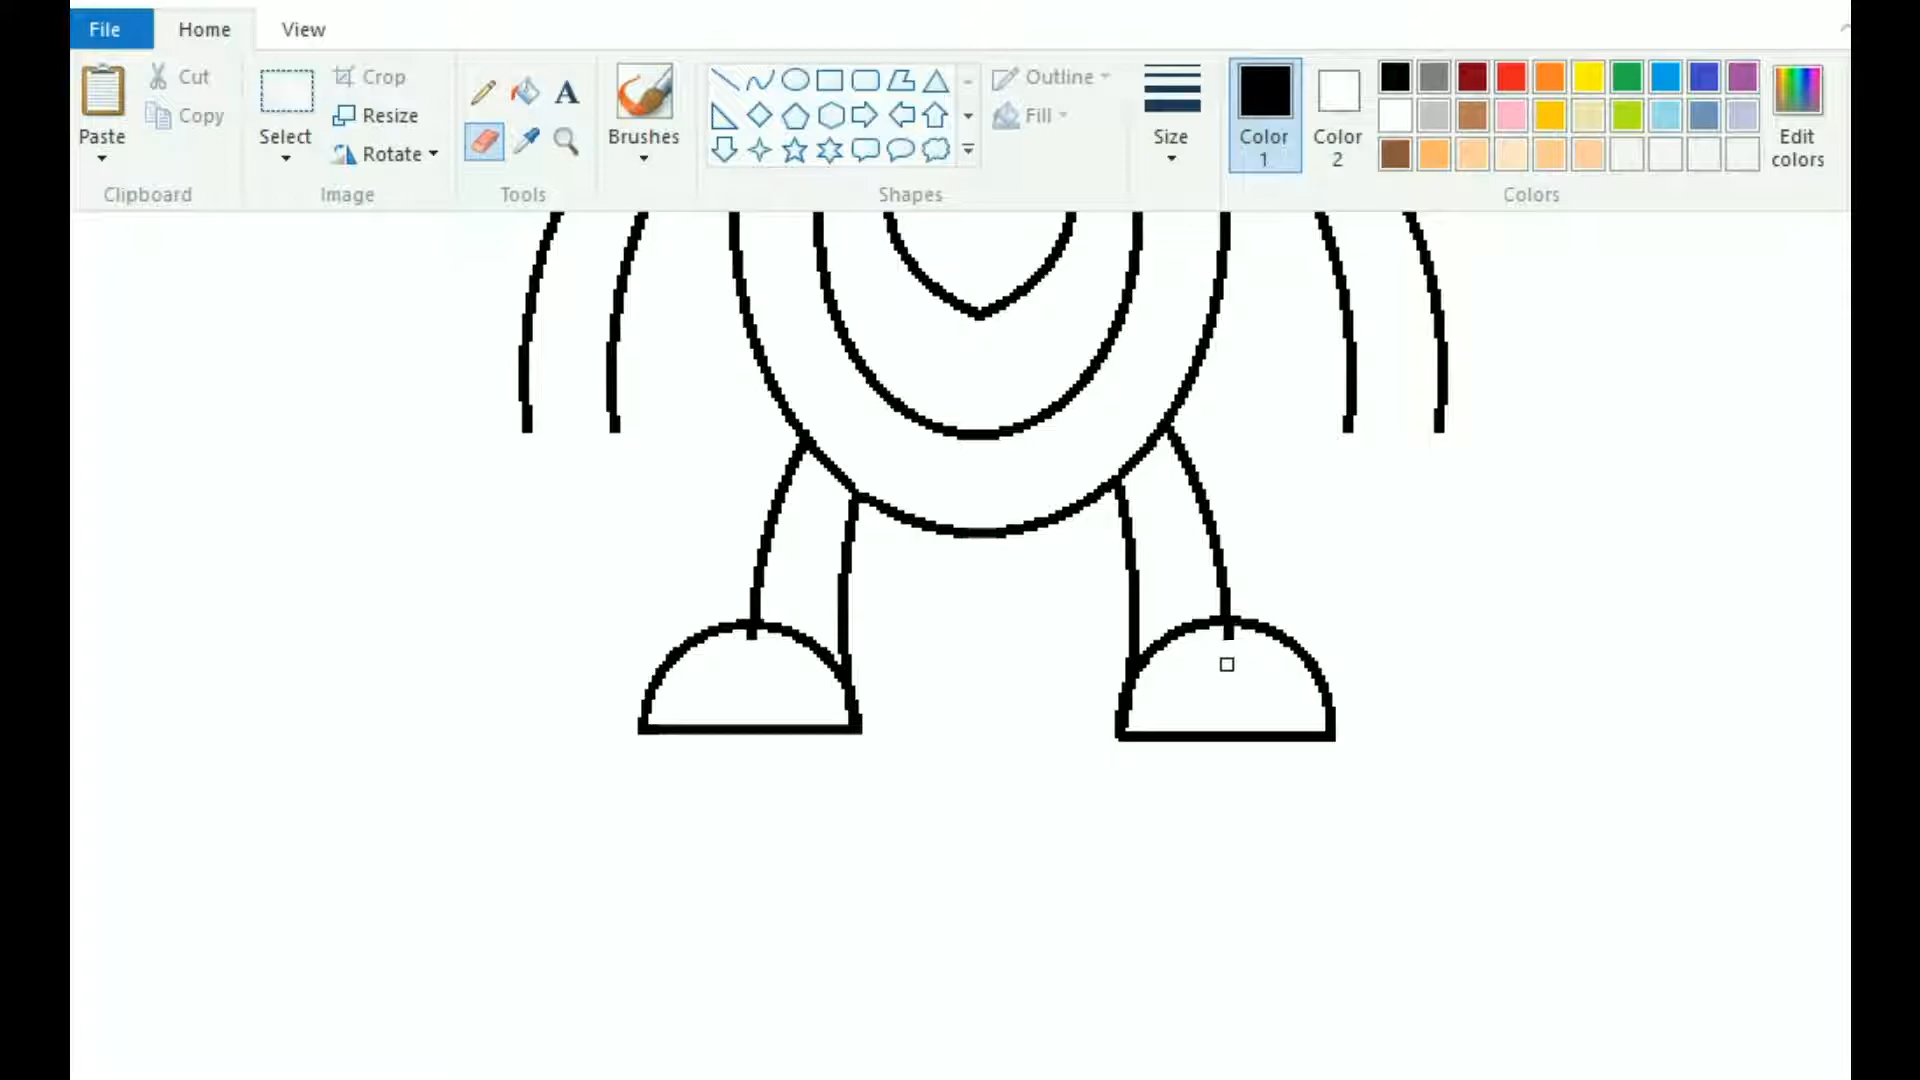 File Home View
Paste
Cut
Copy
Clipboard
Select
Crop
Resize
Rotate
Image
A
Tools
Brushes
Shapes
Outline
Fill
Size
Color
1
Color
2
Edit
colors
Colors